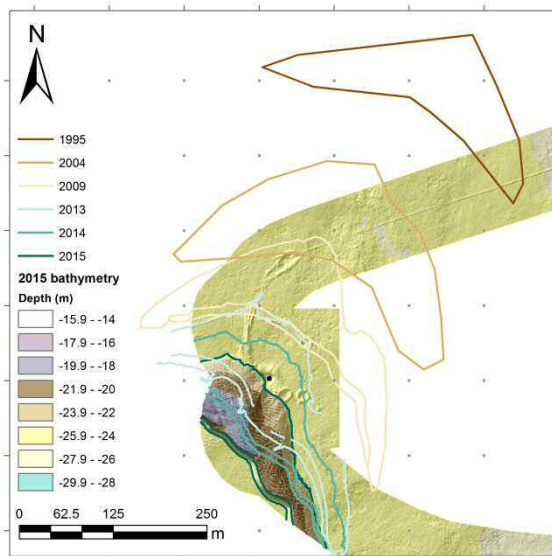 N
1995
2004
2009
2013
2014
2015
2015 bathymetry
Depth (m)
-15.9 - -14
-17.9 - -16
-19.9 - -18
-21.9 - -20
-23.9 - -22
-25.9 - -24
-27.9 - -26
-29.9 - -28
0 62.5 125 250
m